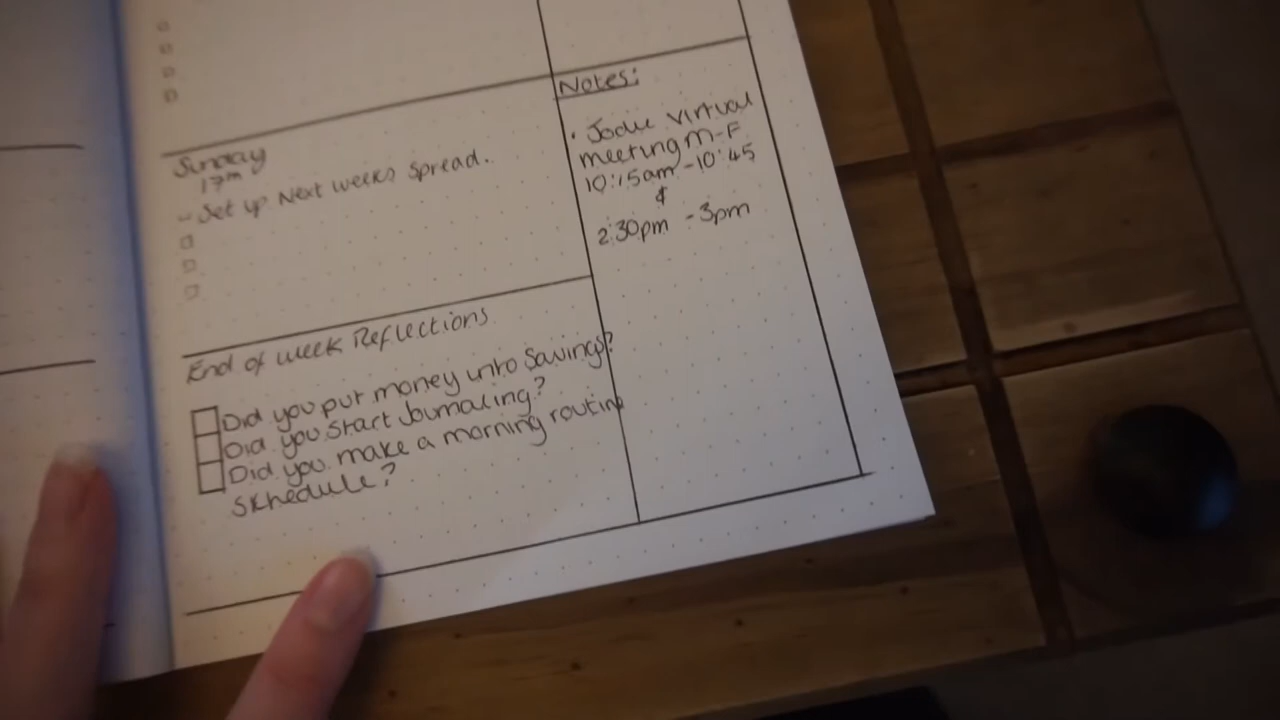 Sunday
17th
- Set up Next weeks spread.
End of week Reflections
Did you put money into Savings?
Did you Start Journaling?
Did you make a morning routine
Skhedule?
Notes:
• Jodie virtual
meeting M-F
10:15am - 10:45
&
2:30pm - 3pm